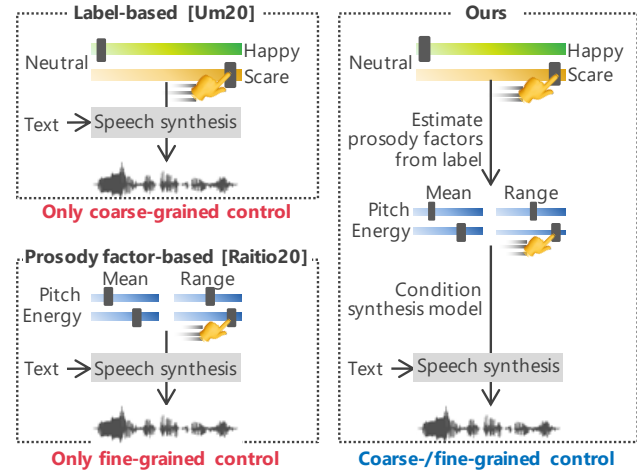 Label-based [Um20]
Neutral
Happy
Scare
Text
Speech synthesis
Only coarse-grained control
Prosody factor-based [Raitio20]
Mean Range
Pitch
Energy
Text
Speech synthesis
Only fine-grained control
Ours
Neutral
Happy
Scare
Estimate
prosody factors
from label
Mean Range
Pitch
Energy
Condition
synthesis model
Text
Speech synthesis
Coarse-/fine-grained control